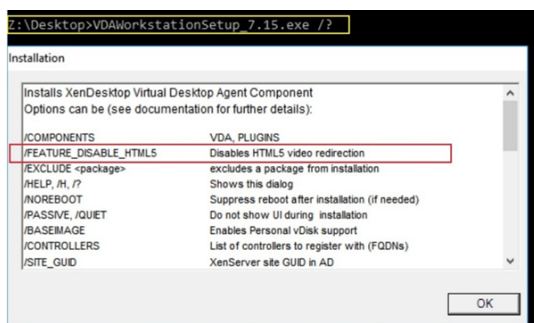 Z:\Desktop>VDAWorkstationSetup_7.15.exe /?
Installation
Installs XenDesktop Virtual Desktop Agent Component
Options can be (see documentation for further details):
/COMPONENTS VDA, PLUGINS
/FEATURE_DISABLE_HTML5 Disables HTML5 video redirection
/EXCLUDE <package> excludes a package from installation
/HELP, /H, /? Shows this dialog
/NOREBOOT Suppress reboot after installation (if needed)
/PASSIVE, /QUIET Do not show UI during installation
/BASEIMAGE Enables Personal vDisk support
/CONTROLLERS List of controllers to register with (FQDNs)
/SITE_GUID XenServer site GUID in AD
OK